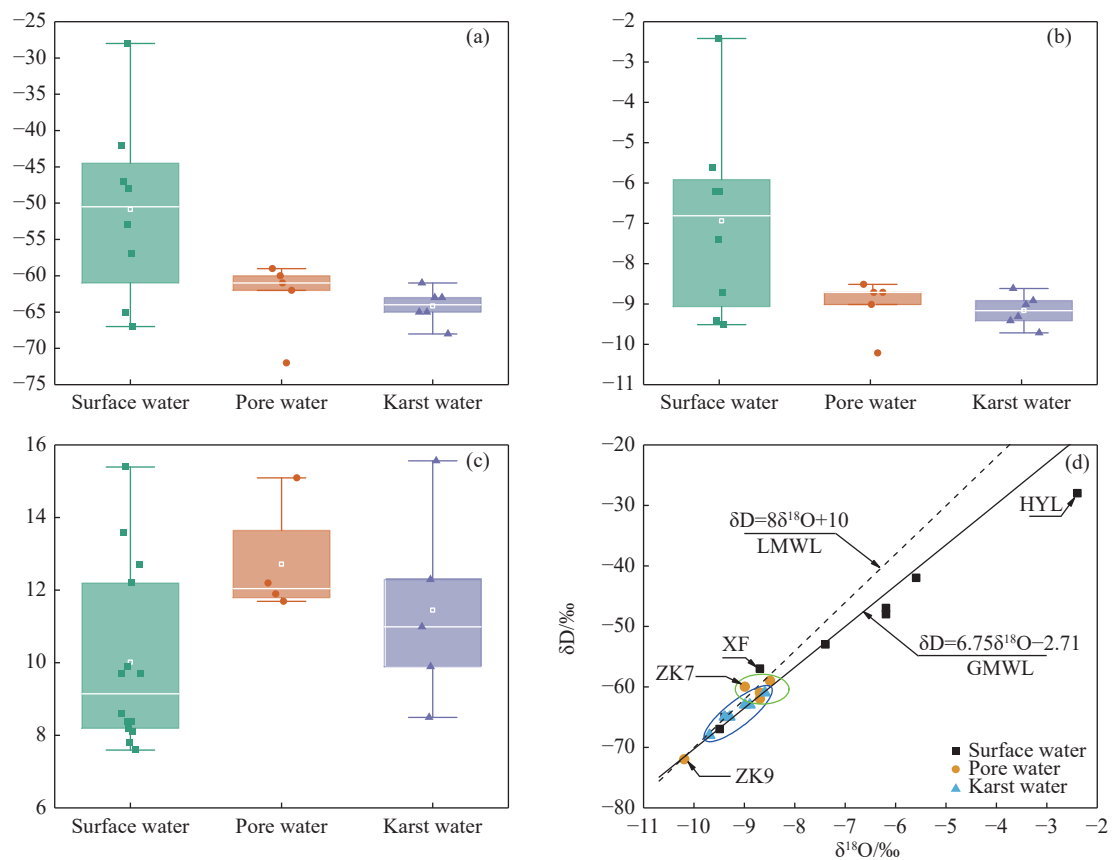 (a)
−25
−30
−35
−40
−45
−50
−55
−60
−65
−70
−75
Surface water Pore water Karst water
(b)
−2
−3
−4
−5
−6
−7
−8
−9
−10
−11
Surface water Pore water Karst water
(c)
16
14
12
10
8
6
Surface water Pore water Karst water
(d)
−20
−30
−40
−50
−60
−70
−80
δD/‰
HYL
δD=8δ¹⁸O+10
LMWL
XF
δD=6.75δ¹⁸O−2.71
GMWL
ZK7
ZK9
Surface water
Pore water
Karst water
−11 −10 −9 −8 −7 −6 −5 −4 −3 −2
δ¹⁸O/‰